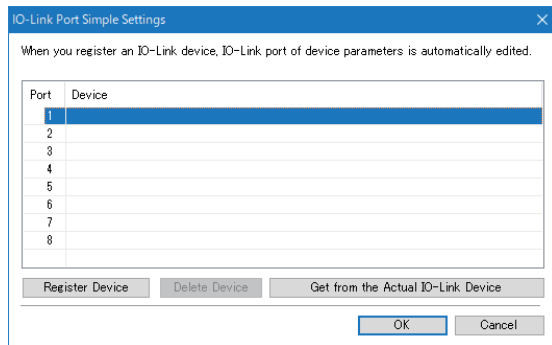 IO-Link Port Simple Settings
When you register an IO-Link device, IO-Link port of device parameters is automatically edited.
Port Device
1
2
3
4
5
6
7
8
Register Device Delete Device Get from the Actual IO-Link Device
OK Cancel